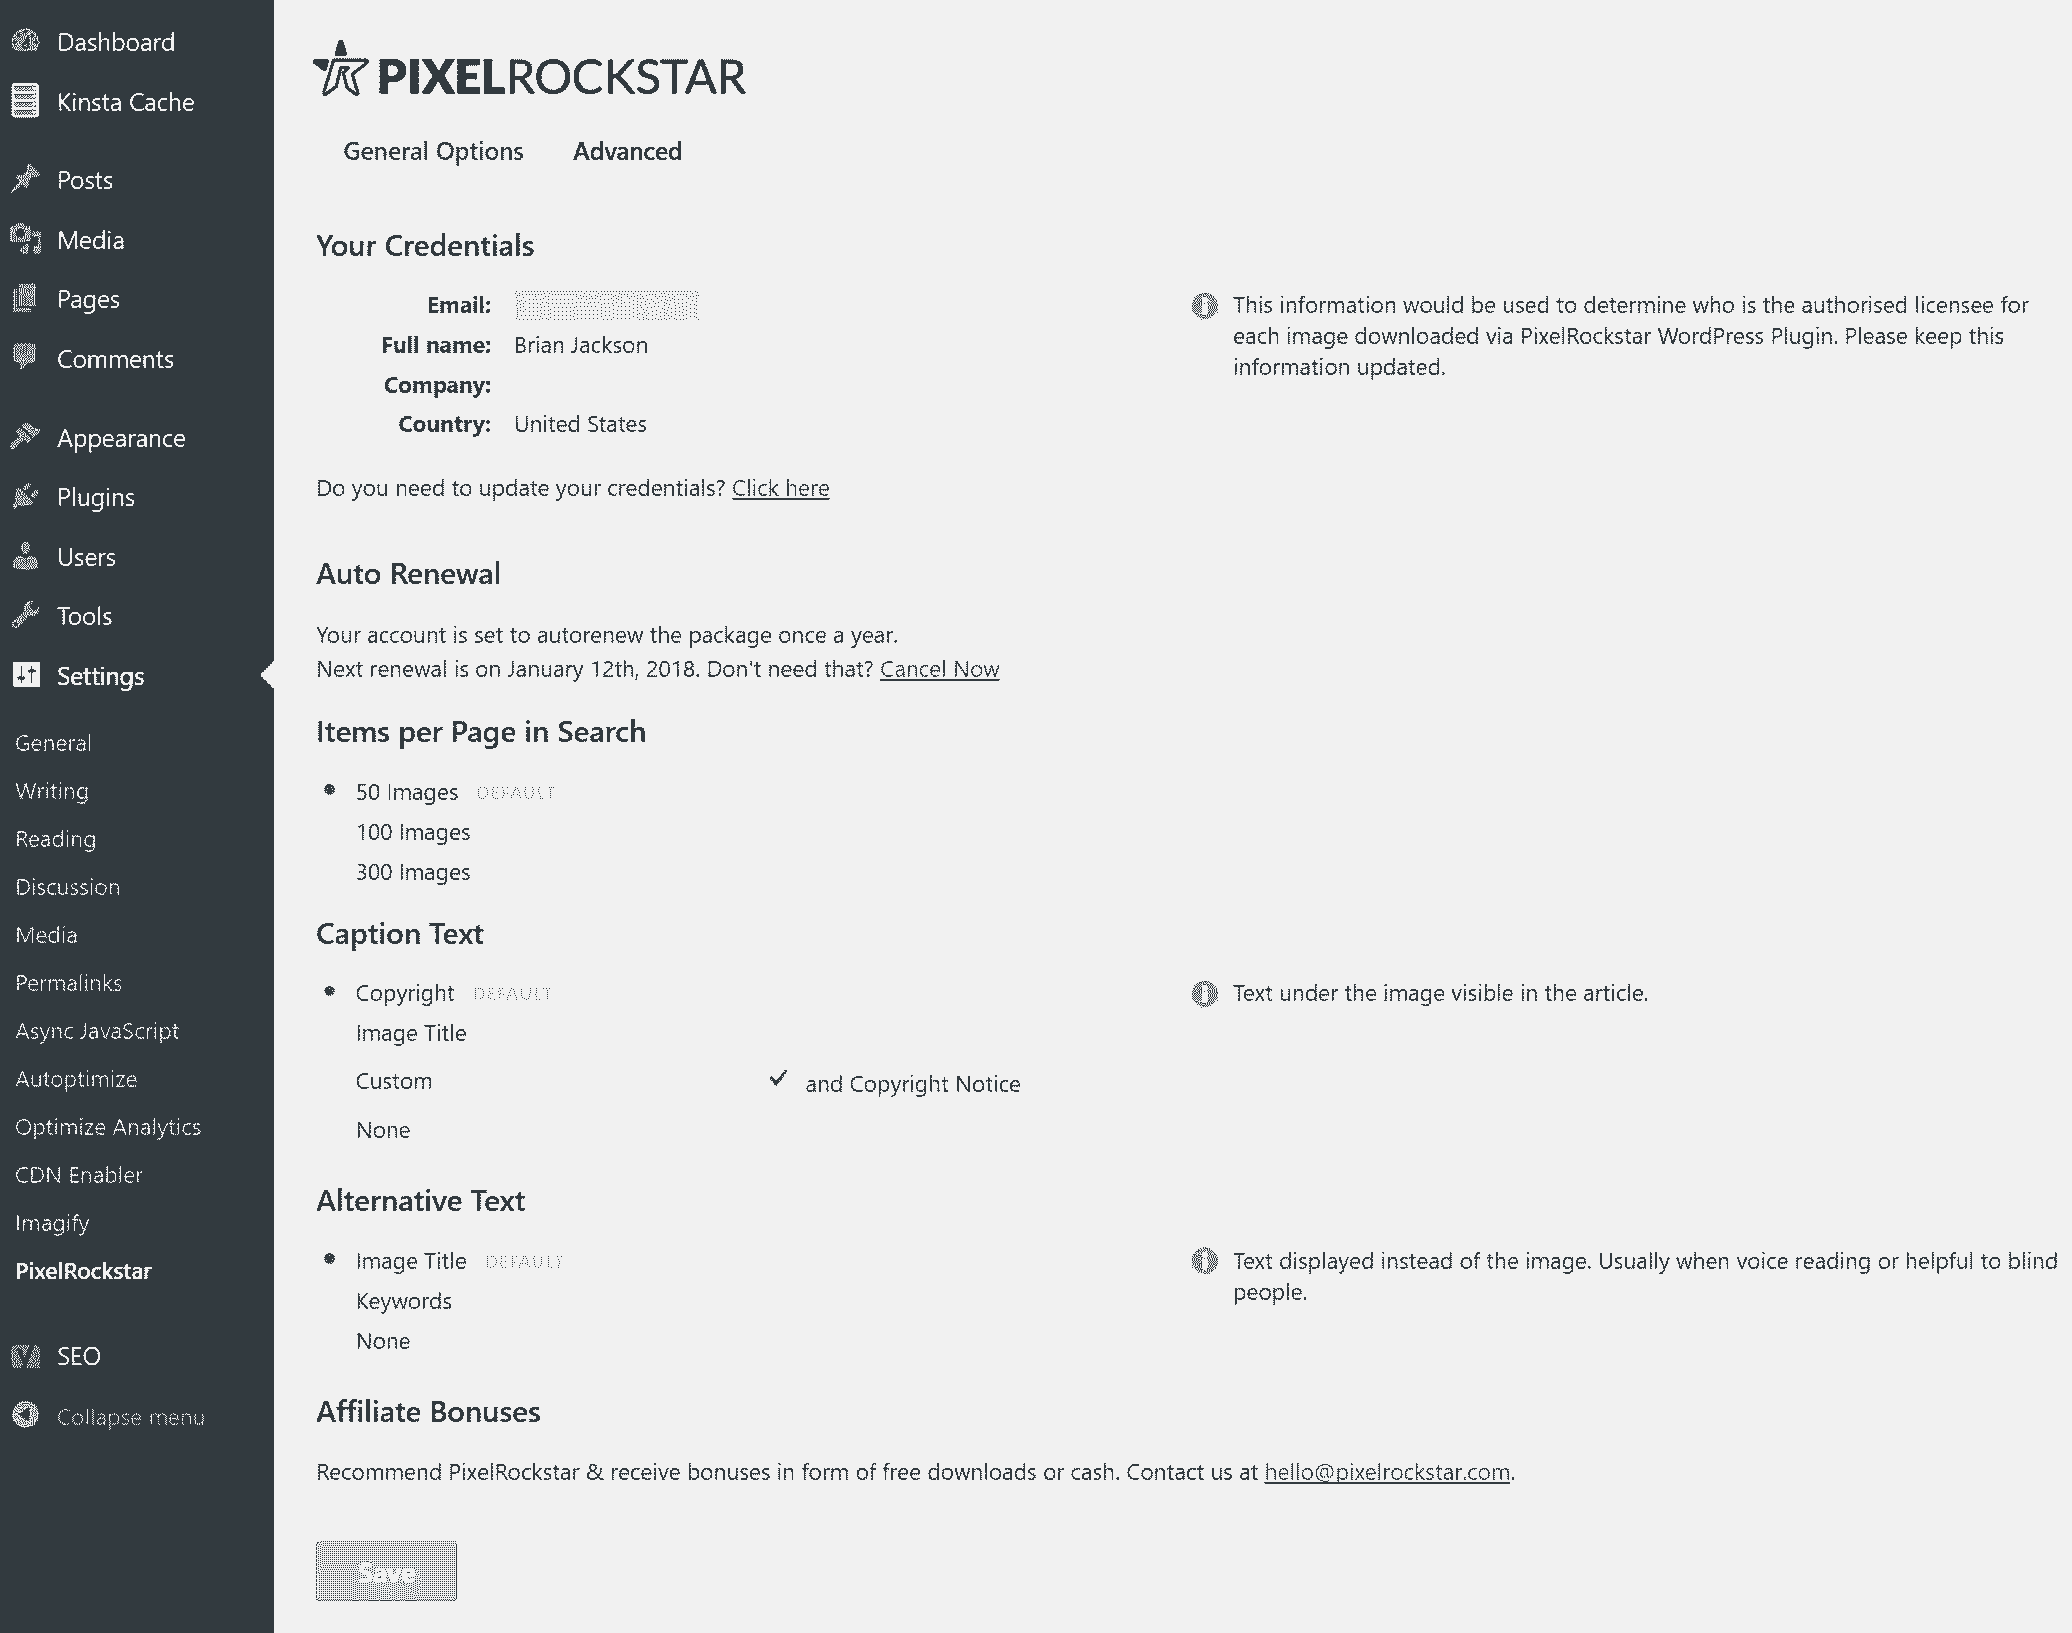 Dashboard
Kinsta Cache
Posts
Media
Pages
Comments
Appearance
Plugins
Users
Tools
Settings
General
Writing
Reading
Discussion
Media
Permalinks
Async JavaScript
Autoptimize
Optimize Analytics
CDN Enabler
Imagify
PixelRockstar
SEO
Collapse menu
PIXELROCKSTAR
General Options Advanced
Your Credentials
Email:
Full name: Brian Jackson
Company:
Country: United States
This information would be used to determine who is the authorised licensee for
each image downloaded via PixelRockstar WordPress Plugin. Please keep this
information updated.
Do you need to update your credentials? Click here
Auto Renewal
Your account is set to autorenew the package once a year.
Next renewal is on January 12th, 2018. Don't need that? Cancel Now
Items per Page in Search
50 Images DEFAULT
100 Images
300 Images
Caption Text
Copyright DEFAULT
Text under the image visible in the article.
Image Title
Custom and Copyright Notice
None
Alternative Text
Image Title DEFAULT
Text displayed instead of the image. Usually when voice reading or helpful to blind
people.
Keywords
None
Affiliate Bonuses
Recommend PixelRockstar & receive bonuses in form of free downloads or cash. Contact us at hello@pixelrockstar.com.
Save